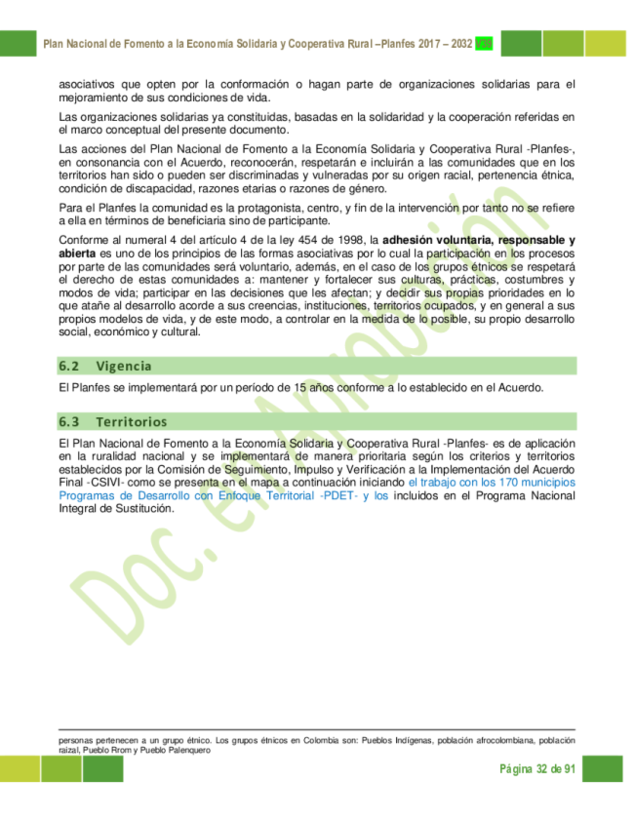 Plan Nacional de Fomento a la Economía Solidaria y Cooperativa Rural –Planfes 2017 – 2032 V39
asociativos que opten por la conformación o hagan parte de organizaciones solidarias para el
mejoramiento de sus condiciones de vida.
Las organizaciones solidarias ya constituidas, basadas en la solidaridad y la cooperación referidas en
el marco conceptual del presente documento.
Las acciones del Plan Nacional de Fomento a la Economía Solidaria y Cooperativa Rural -Planfes-,
en consonancia con el Acuerdo, reconocerán, respetarán e incluirán a las comunidades que en los
territorios han sido o pueden ser discriminadas y vulneradas por su origen racial, pertenencia étnica,
condición de discapacidad, razones etarias o razones de género.
Para el Planfes la comunidad es la protagonista, centro, y fin de la intervención por tanto no se refiere
a ella en términos de beneficiaria sino de participante.
Conforme al numeral 4 del artículo 4 de la ley 454 de 1998, la adhesión voluntaria, responsable y
abierta es uno de los principios de las formas asociativas por lo cual la participación en los procesos
por parte de las comunidades será voluntario, además, en el caso de los grupos étnicos se respetará
el derecho de estas comunidades a: mantener y fortalecer sus culturas, prácticas, costumbres y
modos de vida; participar en las decisiones que les afectan; y decidir sus propias prioridades en lo
que atañe al desarrollo acorde a sus creencias, instituciones, territorios ocupados, y en general a sus
propios modelos de vida, y de este modo, a controlar en la medida de lo posible, su propio desarrollo
social, económico y cultural.
6.2 Vigencia
El Planfes se implementará por un período de 15 años conforme a lo establecido en el Acuerdo.
6.3 Territorios
El Plan Nacional de Fomento a la Economía Solidaria y Cooperativa Rural -Planfes- es de aplicación
en la ruralidad nacional y se implementará de manera prioritaria según los criterios y territorios
establecidos por la Comisión de Seguimiento, Impulso y Verificación a la Implementación del Acuerdo
Final -CSIVI- como se presenta en el mapa a continuación iniciando el trabajo con los 170 municipios
Programas de Desarrollo con Enfoque Territorial -PDET- y los incluidos en el Programa Nacional
Integral de Sustitución.
Doc. en Aprobación
personas pertenecen a un grupo étnico. Los grupos étnicos en Colombia son: Pueblos Indígenas, población afrocolombiana, población
raizal, Pueblo Rrom y Pueblo Palenquero
Página 32 de 91